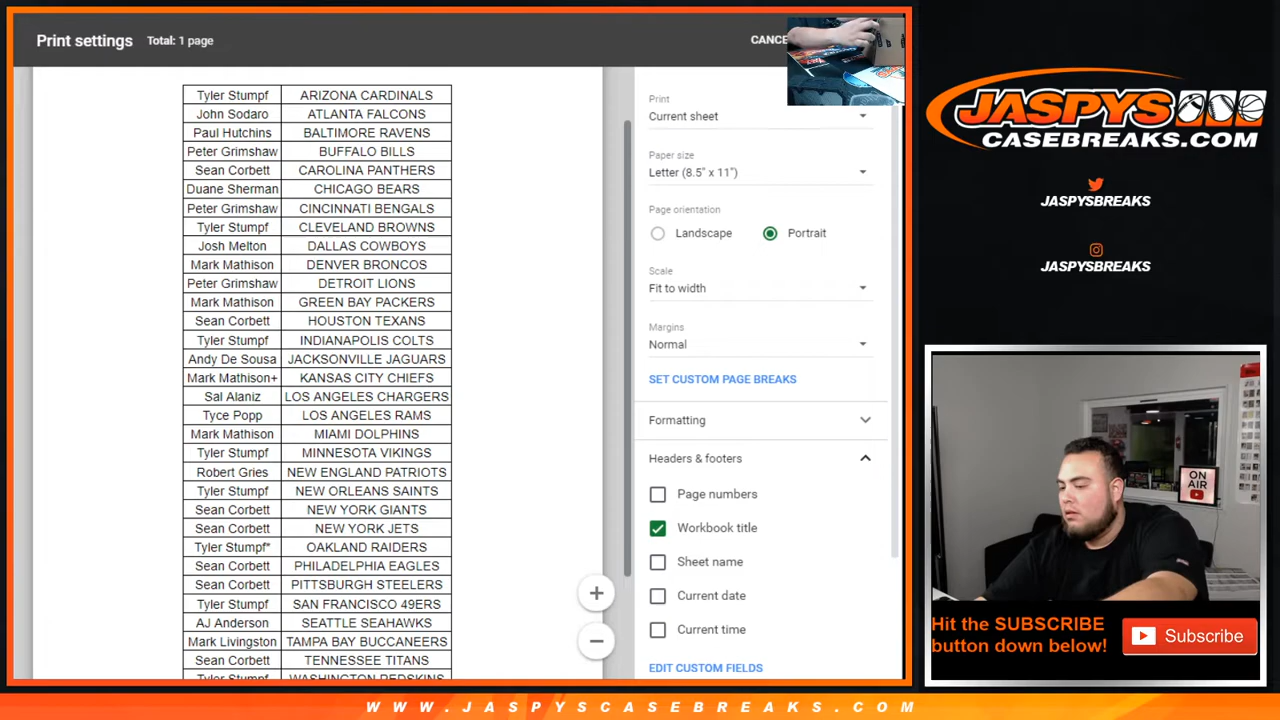 Print settings Total: 1 page
CANCE
Tyler Stumpf ARIZONA CARDINALS
John Sodaro ATLANTA FALCONS
Paul Hutchins BALTIMORE RAVENS
Peter Grimshaw BUFFALO BILLS
Sean Corbett CAROLINA PANTHERS
Duane Sherman CHICAGO BEARS
Peter Grimshaw CINCINNATI BENGALS
Tyler Stumpf CLEVELAND BROWNS
Josh Melton DALLAS COWBOYS
Mark Mathison DENVER BRONCOS
Peter Grimshaw DETROIT LIONS
Mark Mathison GREEN BAY PACKERS
Sean Corbett HOUSTON TEXANS
Tyler Stumpf INDIANAPOLIS COLTS
Andy De Sousa JACKSONVILLE JAGUARS
Mark Mathison+ KANSAS CITY CHIEFS
Sal Alaniz LOS ANGELES CHARGERS
Tyce Popp LOS ANGELES RAMS
Mark Mathison MIAMI DOLPHINS
Tyler Stumpf MINNESOTA VIKINGS
Robert Gries NEW ENGLAND PATRIOTS
Tyler Stumpf NEW ORLEANS SAINTS
Sean Corbett NEW YORK GIANTS
Sean Corbett NEW YORK JETS
Tyler Stumpf* OAKLAND RAIDERS
Sean Corbett PHILADELPHIA EAGLES
Sean Corbett PITTSBURGH STEELERS
Tyler Stumpf SAN FRANCISCO 49ERS
AJ Anderson SEATTLE SEAHAWKS
Mark Livingston TAMPA BAY BUCCANEERS
Sean Corbett TENNESSEE TITANS
Tyler Stumpf WASHINGTON REDSKINS
Print
Current sheet
Paper size
Letter (8.5" x 11")
Page orientation
Landscape Portrait
Scale
Fit to width
Margins
Normal
SET CUSTOM PAGE BREAKS
Formatting
Headers & footers
Page numbers
Workbook title
Sheet name
Current date
Current time
EDIT CUSTOM FIELDS
JASPYS
CASEBREAKS.COM
JASPYSBREAKS
JASPYSBREAKS
ON
AIR
Hit the SUBSCRIBE
button down below!
Subscribe
WWW.JASPYSCASEBREAKS.COM